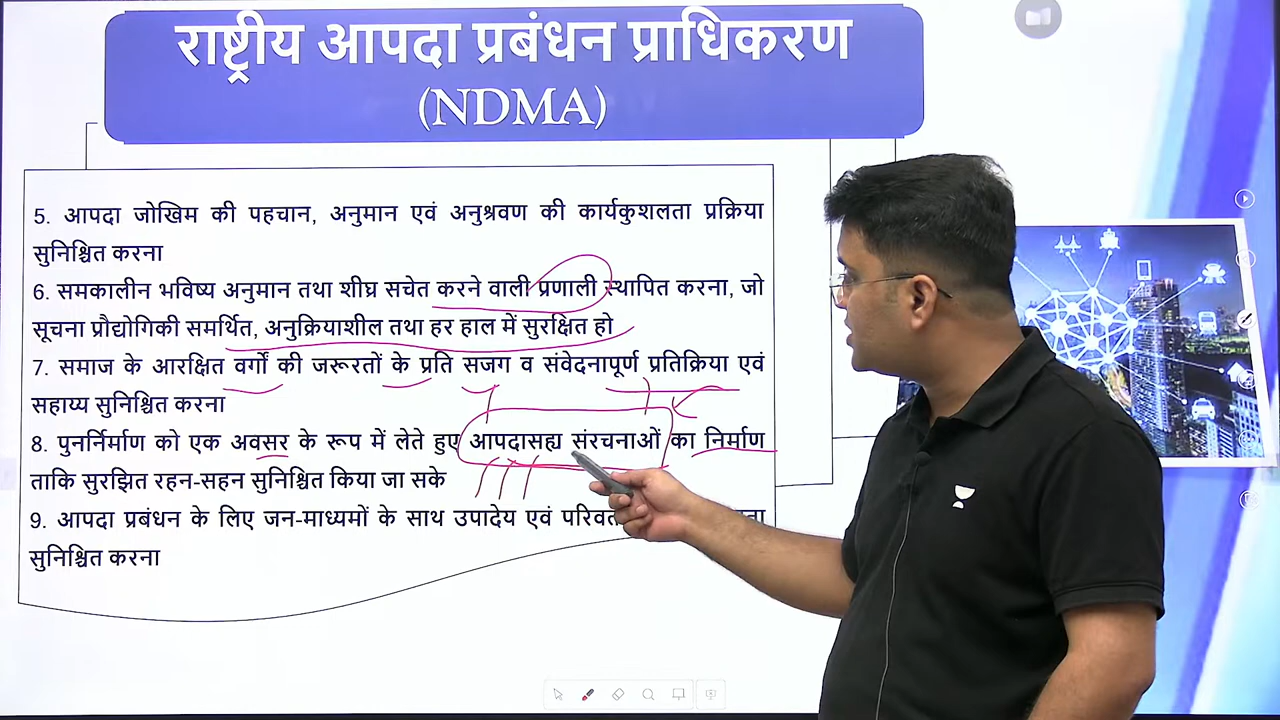 राष्ट्रीय आपदा प्रबंधन प्राधिकरण
(NDMA)
5. आपदा जोखिम की पहचान, अनुमान एवं अनुश्रवण की कार्यकुशलता प्रक्रिया
सुनिश्चित करना
6. समकालीन भविष्य अनुमान तथा शीघ्र सचेत करने वाली प्रणाली स्थापित करना, जो
सूचना प्रौद्योगिकी समर्थित, अनुक्रियाशील तथा हर हाल में सुरक्षित हो
7. समाज के आरक्षित वर्गों की जरूरतों के प्रति सजग व संवेदनापूर्ण प्रतिक्रिया एवं
सहाय्य सुनिश्चित करना
8. पुनर्निर्माण को एक अवसर के रूप में लेते हुए आपदासह्य संरचनाओं का निर्माण
ताकि सुरझित रहन-सहन सुनिश्चित किया जा सके
9. आपदा प्रबंधन के लिए जन-माध्यमों के साथ उपादेय एवं
सुनिश्चित करना